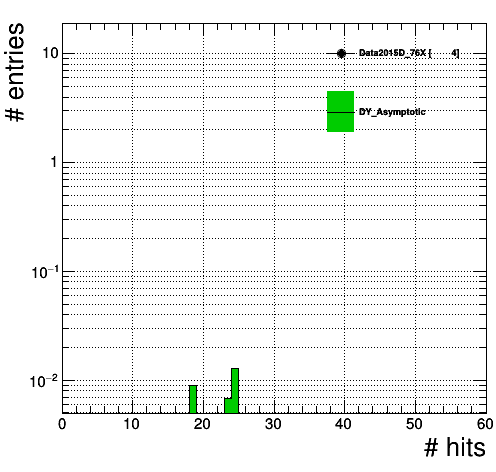 # entries
10
Data2015D_76X [ 4]
DY_Asymptotic
1
10⁻¹
10⁻²
0 10 20 30 40 50 60
# hits